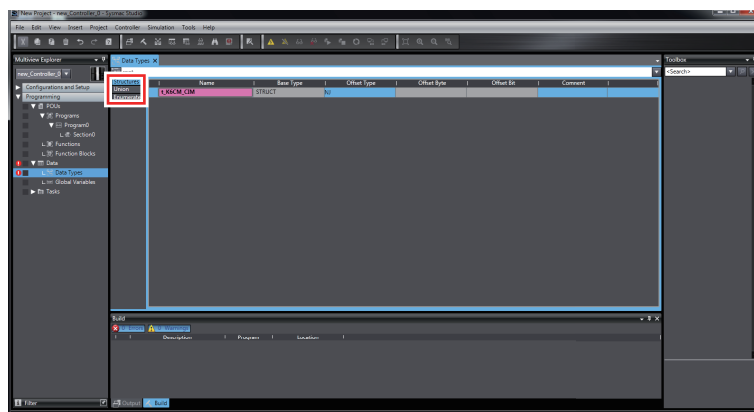 New Project - new_Controller_0 - Sysmac Studio
File Edit View Insert Project Controller Simulation Tools Help
Multiview Explorer
Data Types
Toolbox
new_Controller_0
<Search>
Configurations and Setup
Structures
Name Base Type Offset Type Offset Byte Offset Bit Comment
Programming
Union
t_K6CM_CIM STRUCT NJ
POUs
Programs
Program0
Section0
Functions
Function Blocks
Data
Data Types
Global Variables
Tasks
Build
Errors Warnings
Description Program Location
Filter
Output Build